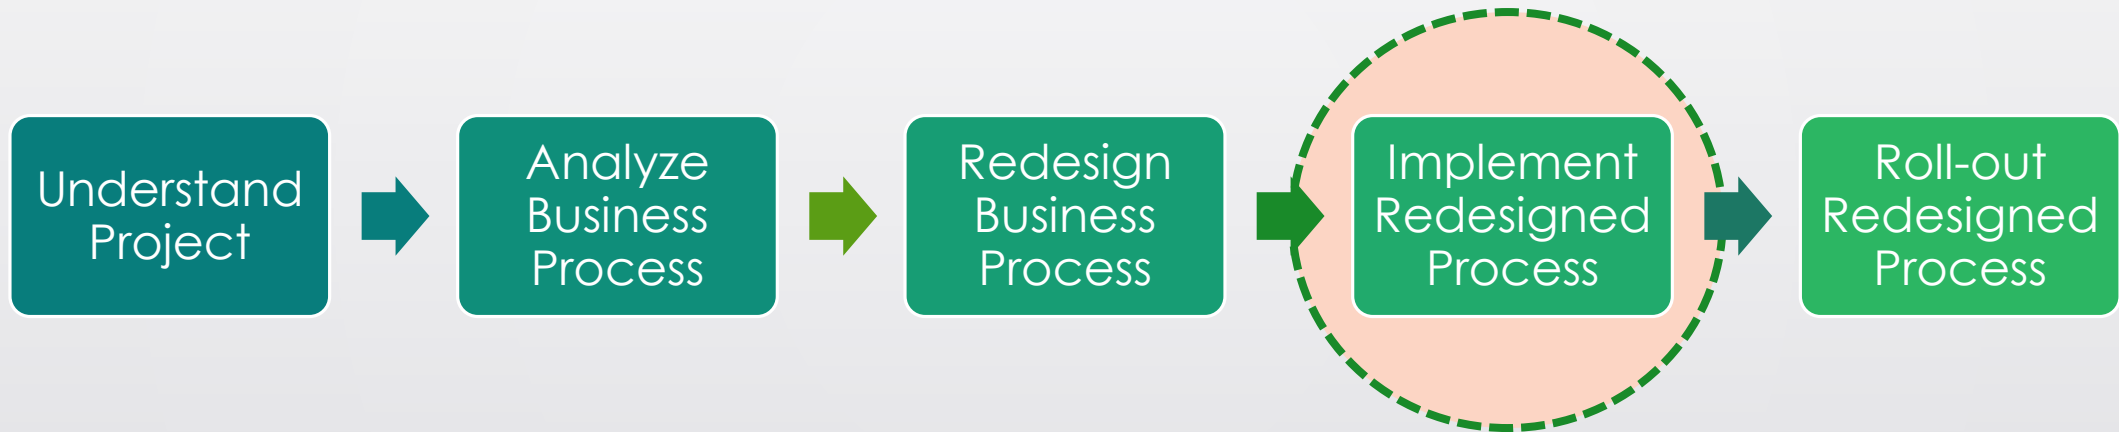 Understand
Project
Analyze
Business
Process
Redesign
Business
Process
Implement
Redesigned
Process
Roll-out
Redesigned
Process